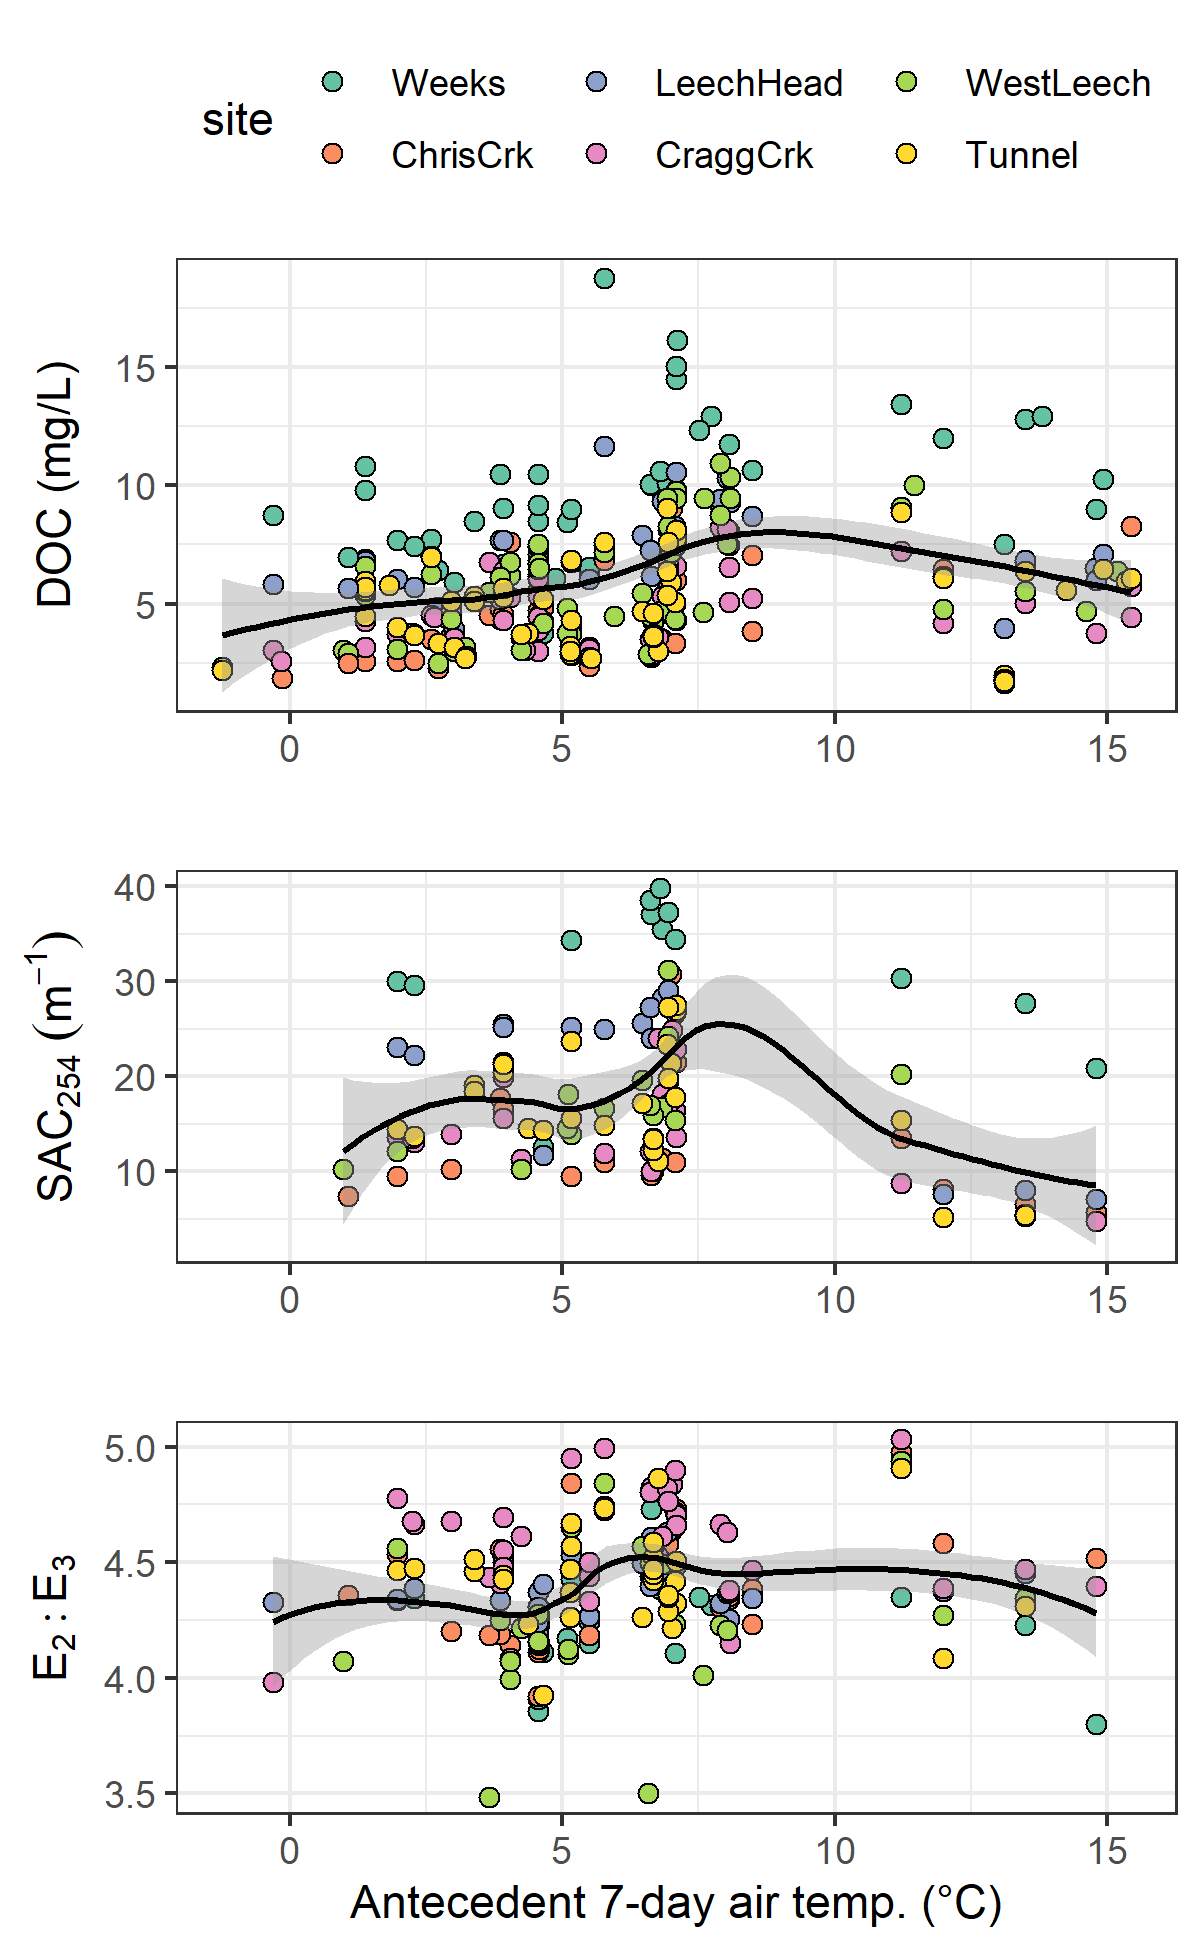 site
Weeks LeechHead WestLeech
ChrisCrk CraggCrk Tunnel
DOC (mg/L)
15
10
5
0 5 10 15
SAC₂₅₄ (m⁻¹)
40
30
20
10
0 5 10 15
E₂ : E₃
5.0
4.5
4.0
3.5
0 5 10 15
Antecedent 7-day air temp. (°C)